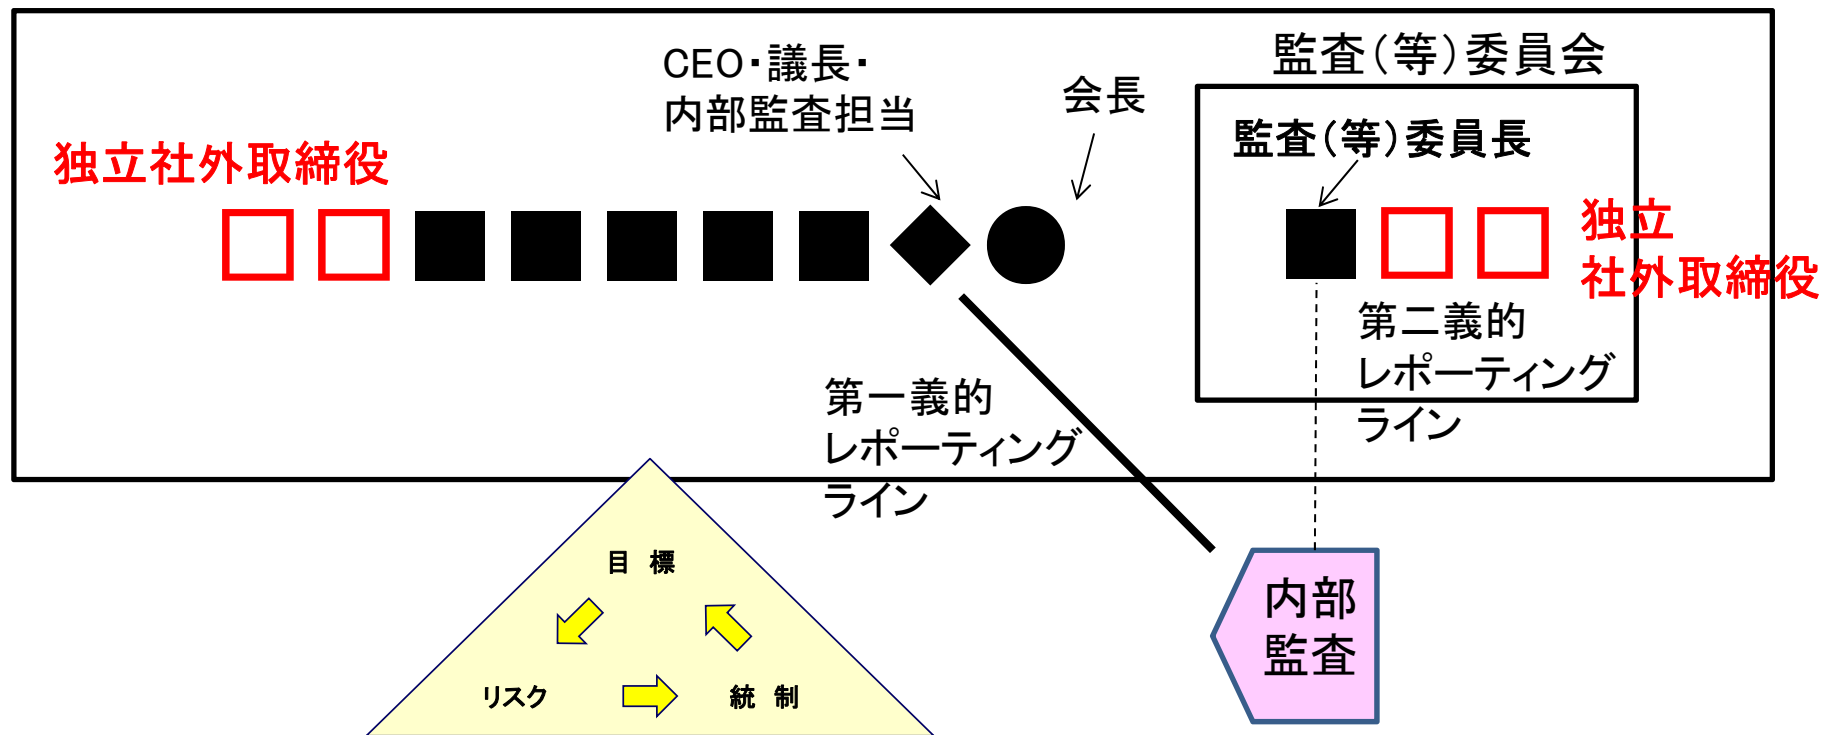 監査（等）委員会
CEO・議長・
内部監査担当
会長
監査（等）委員長
独立社外取締役
独立
社外取締役
第二義的
レポーティング
ライン
第一義的
レポーティング
ライン
目　標
リスク
統　制
内部
監査